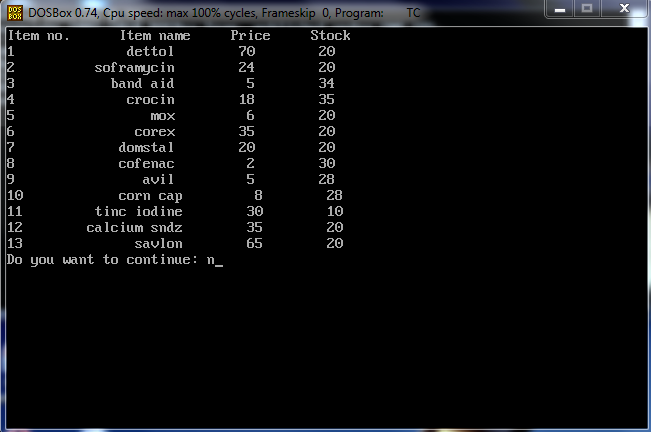 DOS BOX DOSBox 0.74, Cpu speed: max 100% cycles, Frameskip 0, Program: TC
Item no. Item name Price Stock
1 dettol 70 20
2 soframycin 24 20
3 band aid 5 34
4 crocin 18 35
5 mox 6 20
6 corex 35 20
7 domstal 20 20
8 cofenac 2 30
9 avil 5 28
10 corn cap 8 28
11 tinc iodine 30 10
12 calcium sndz 35 20
13 savlon 65 20
Do you want to continue: n_